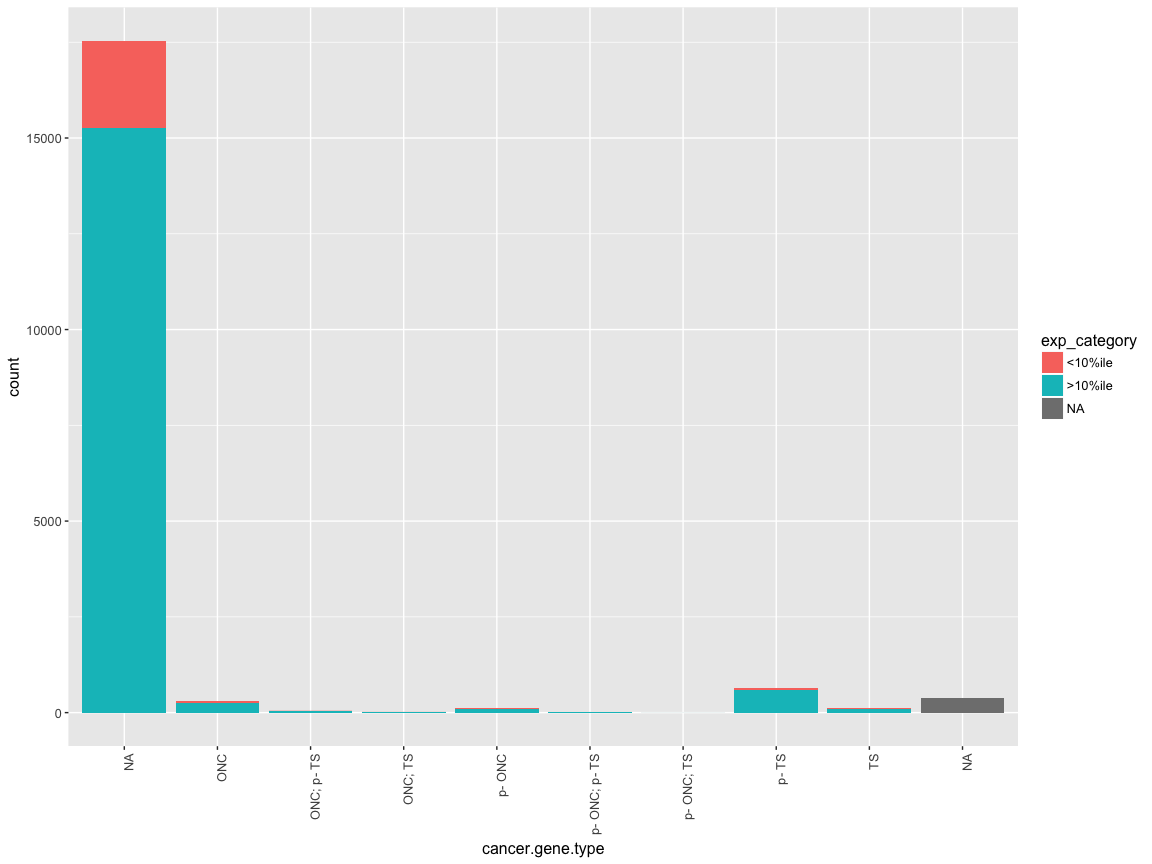 count
15000
10000
5000
0
NA
ONC
ONC; p- TS
ONC; TS
p- ONC
p- ONC; p- TS
p- ONC; TS
p- TS
TS
NA
cancer.gene.type
exp_category
<10%ile
>10%ile
NA